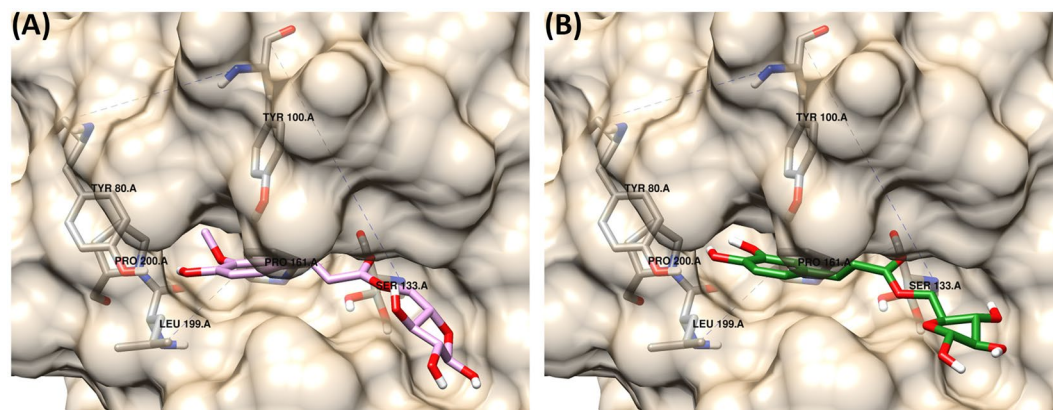 (A)
TYR 100.A
TYR 80.A
PRO 200.A
PRO 161.A
SER 133.A
LEU 199.A
(B)
TYR 100.A
TYR 80.A
PRO 200.A
PRO 161.A
SER 133.A
LEU 199.A